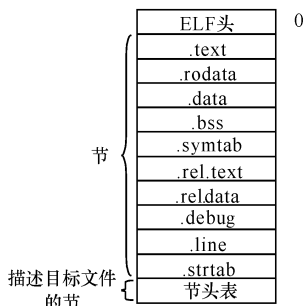 ELF头 0
.text
.rodata
.data
.bss
节
.symtab
.rel.text
.rel.data
.debug
.line
.strtab
描述目标文件
的节
节头表